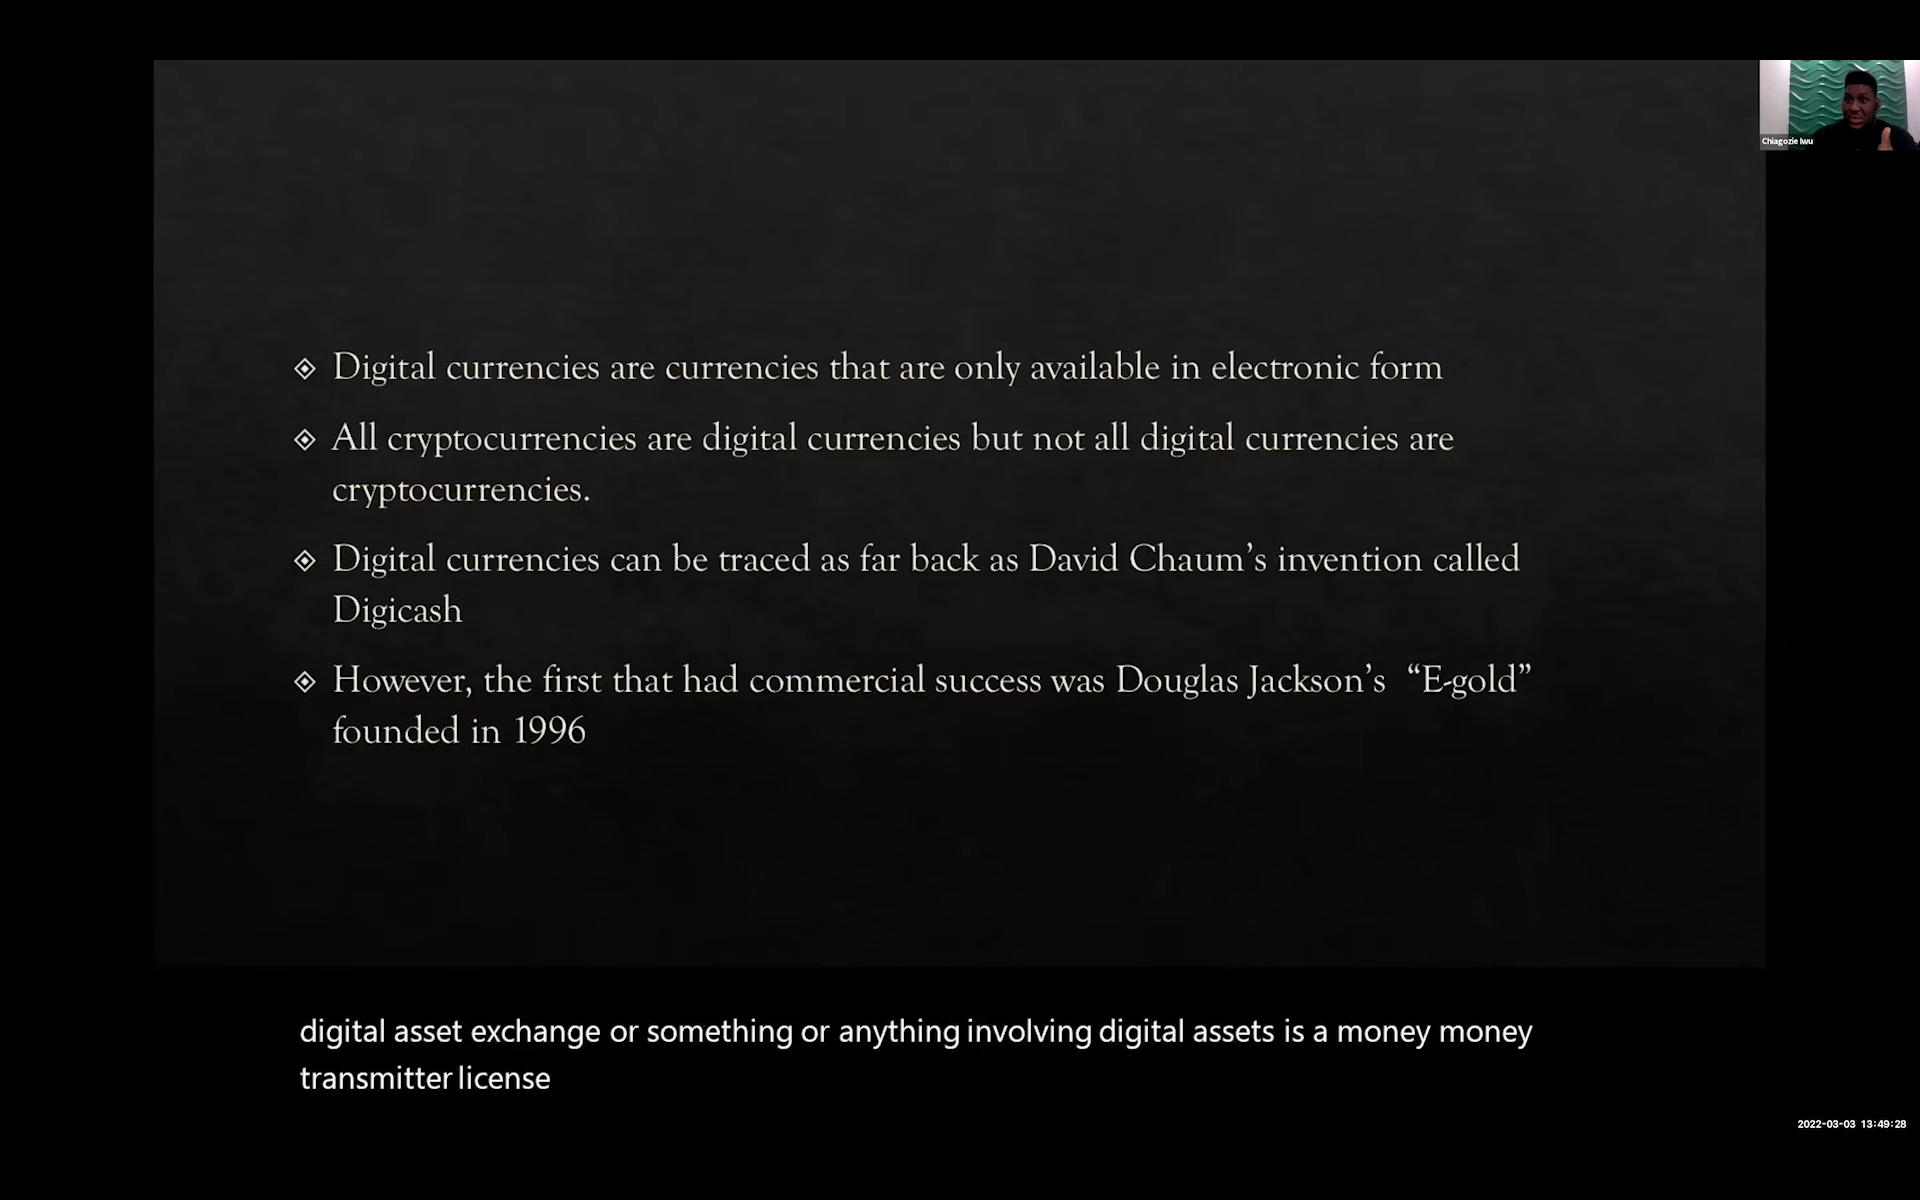 Chiagozie Iwu
Digital currencies are currencies that are only available in electronic form
All cryptocurrencies are digital currencies but not all digital currencies are
cryptocurrencies.
Digital currencies can be traced as far back as David Chaum’s invention called
Digicash
However, the first that had commercial success was Douglas Jackson’s “E-gold”
founded in 1996
digital asset exchange or something or anything involving digital assets is a money money
transmitter license
2022-03-03 13:49:28